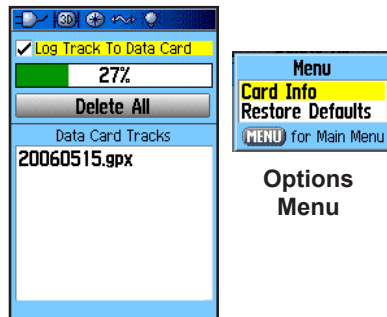 3D
Log Track To Data Card
27%
Delete All
Data Card Tracks
20060515.gpx
Menu
Card Info
Restore Defaults
MENU for Main Menu
Options
Menu